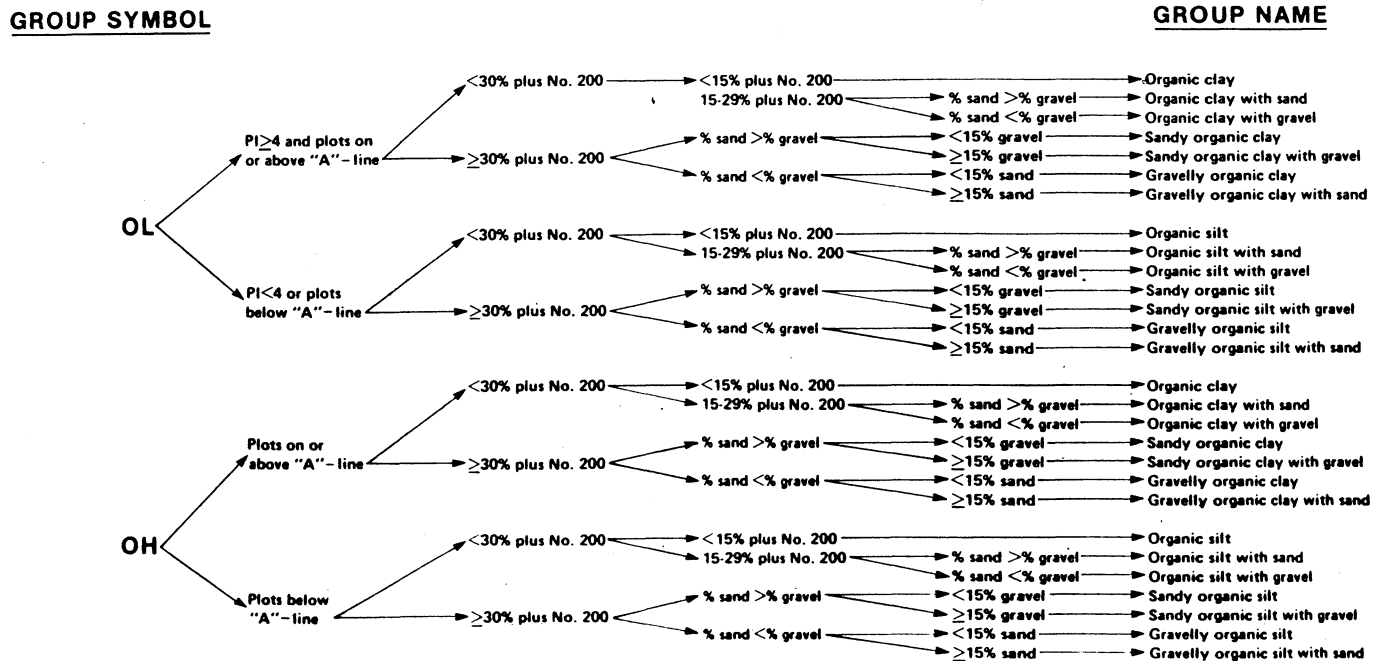 GROUP SYMBOL GROUP NAME
<30% plus No. 200 <15% plus No. 200 Organic clay
15-29% plus No. 200 % sand >% gravel Organic clay with sand
% sand <% gravel Organic clay with gravel
PI≥4 and plots on
or above "A"-line
≥30% plus No. 200 % sand >% gravel <15% gravel Sandy organic clay
≥15% gravel Sandy organic clay with gravel
% sand <% gravel <15% sand Gravelly organic clay
≥15% sand Gravelly organic clay with sand
OL
<30% plus No. 200 <15% plus No. 200 Organic silt
15-29% plus No. 200 % sand >% gravel Organic silt with sand
% sand <% gravel Organic silt with gravel
PI<4 or plots
below "A"-line
≥30% plus No. 200 % sand >% gravel <15% gravel Sandy organic silt
≥15% gravel Sandy organic silt with gravel
% sand <% gravel <15% sand Gravelly organic silt
≥15% sand Gravelly organic silt with sand
<30% plus No. 200 <15% plus No. 200 Organic clay
15-29% plus No. 200 % sand >% gravel Organic clay with sand
% sand <% gravel Organic clay with gravel
Plots on or
above "A"-line
≥30% plus No. 200 % sand >% gravel <15% gravel Sandy organic clay
≥15% gravel Sandy organic clay with gravel
% sand <% gravel <15% sand Gravelly organic clay
≥15% sand Gravelly organic clay with sand
OH
<30% plus No. 200 <15% plus No. 200 Organic silt
15-29% plus No. 200 % sand >% gravel Organic silt with sand
% sand <% gravel Organic silt with gravel
Plots below
"A"-line
≥30% plus No. 200 % sand >% gravel <15% gravel Sandy organic silt
≥15% gravel Sandy organic silt with gravel
% sand <% gravel <15% sand Gravelly organic silt
≥15% sand Gravelly organic silt with sand